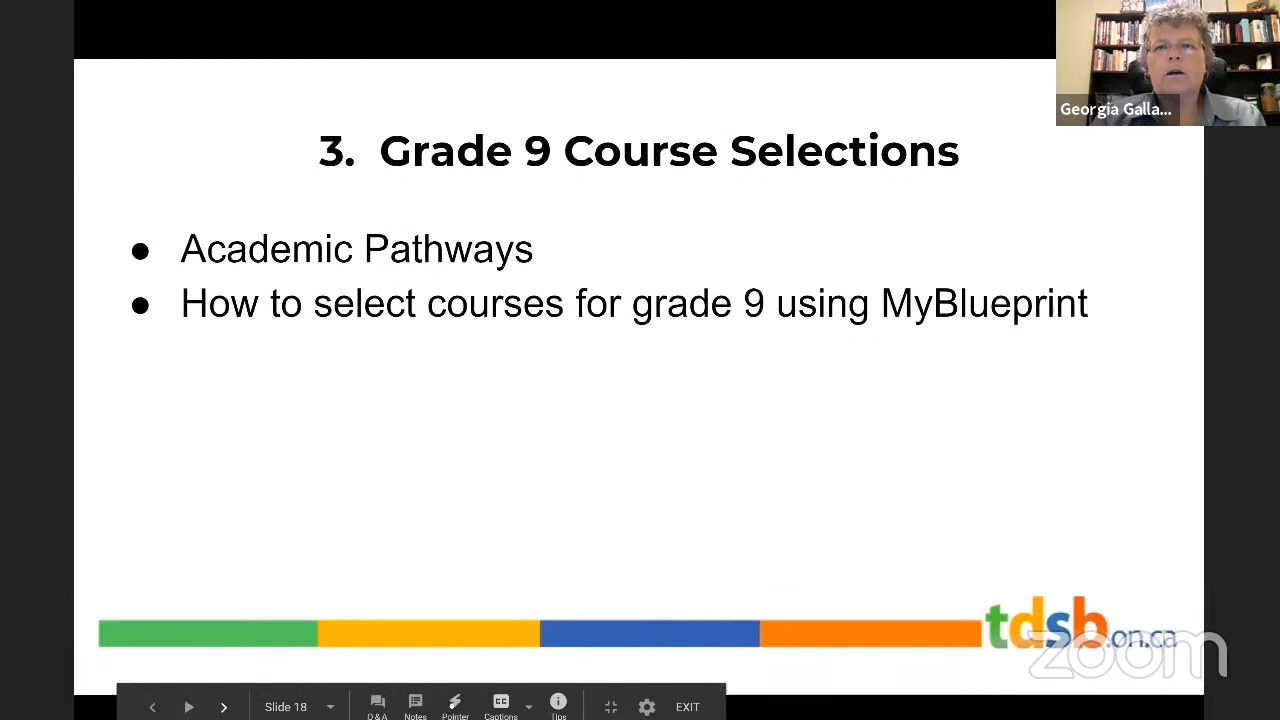 Georgia Galla...
3. Grade 9 Course Selections
● Academic Pathways
● How to select courses for grade 9 using MyBlueprint
tdsb.on.ca
zoom
Slide 18
Q & A
Notes
Pointer
CC
Captions
Tips
EXIT